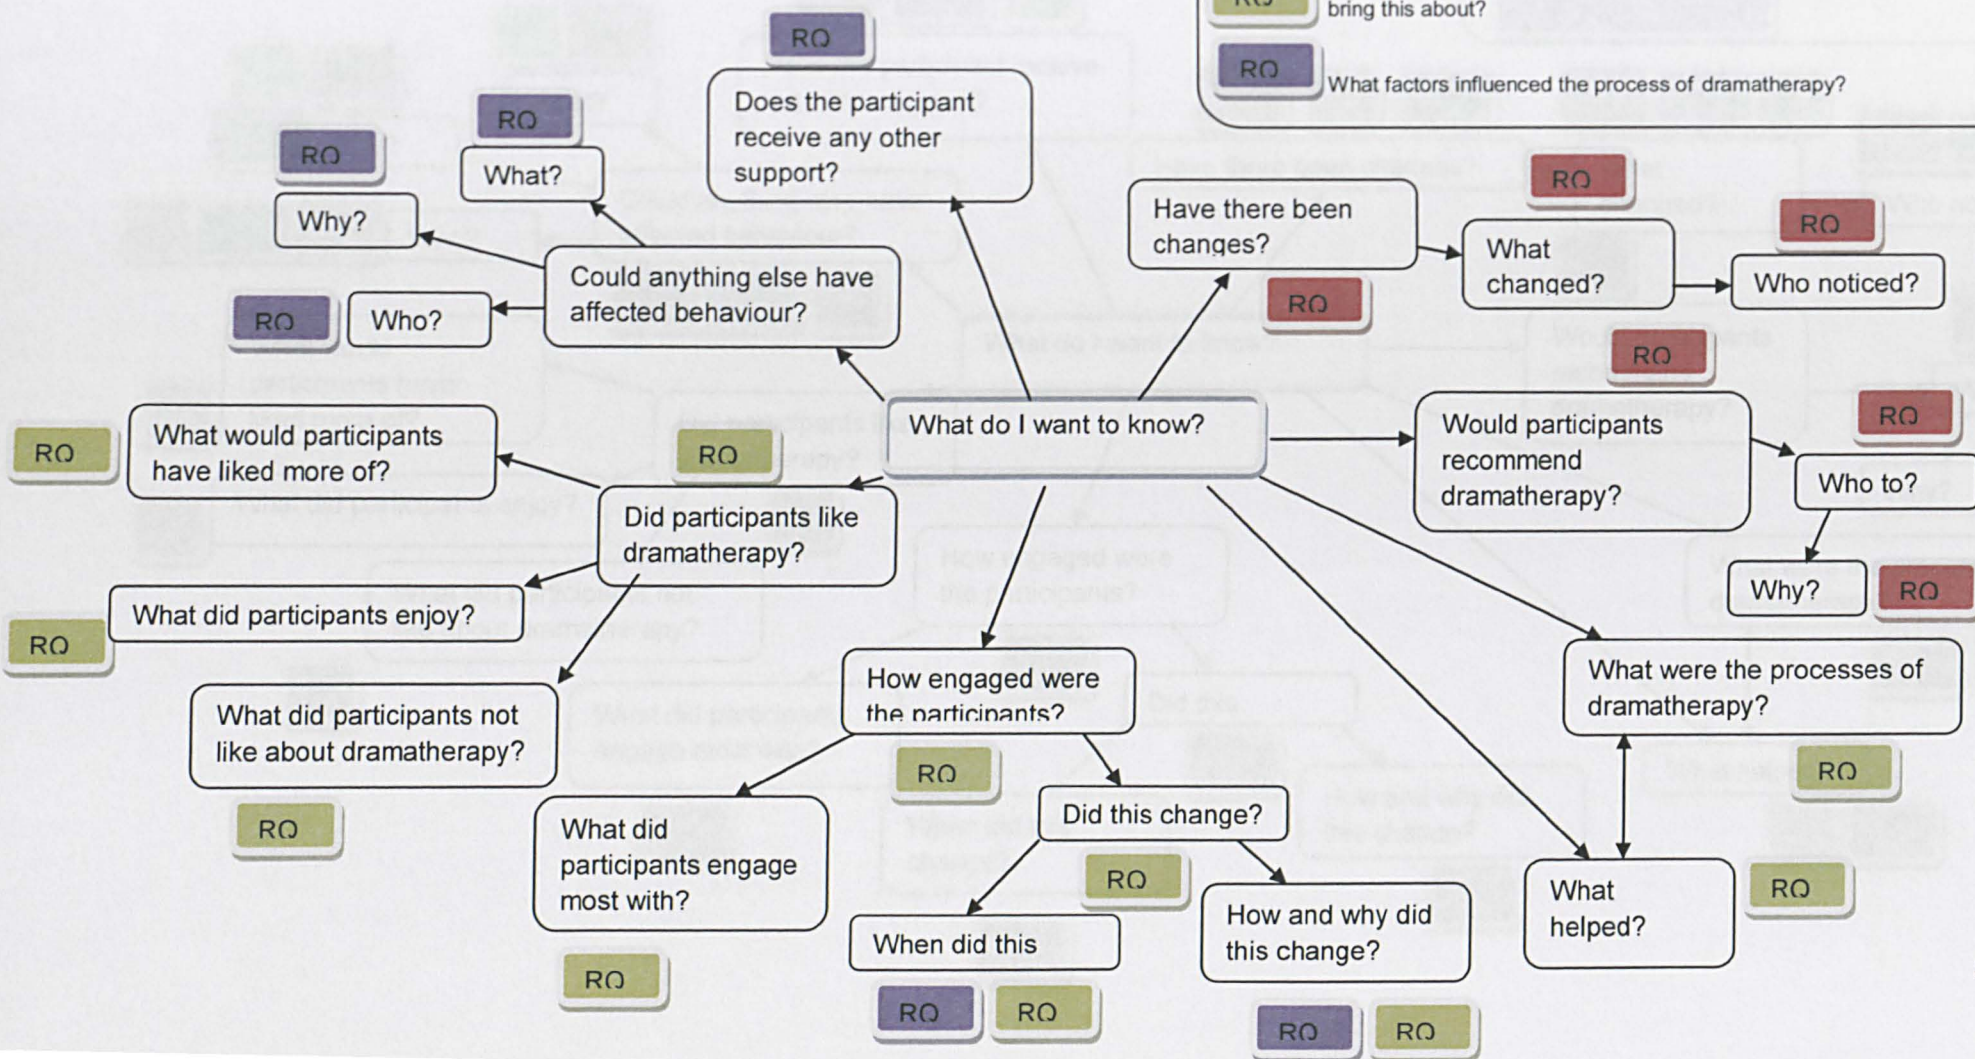 RQ
bring this about?
RQ
What factors influenced the process of dramatherapy?
RQ
Does the participant
receive any other
support?
RQ
What?
RQ
Why?
RQ
Who?
Could anything else have
affected behaviour?
Have there been
changes?
RQ
RQ
What
changed?
RQ
Who noticed?
What do I want to know?
RQ
Would participants
recommend
dramatherapy?
RQ
Who to?
Why?
RQ
RQ
What would participants
have liked more of?
RQ
Did participants like
dramatherapy?
What did participants enjoy?
RQ
What did participants not
like about dramatherapy?
RQ
How engaged were
the participants?
RQ
What did
participants engage
most with?
RQ
Did this change?
RQ
When did this
RQ
RQ
How and why did
this change?
RQ
RQ
What were the processes of
dramatherapy?
RQ
What
helped?
RQ